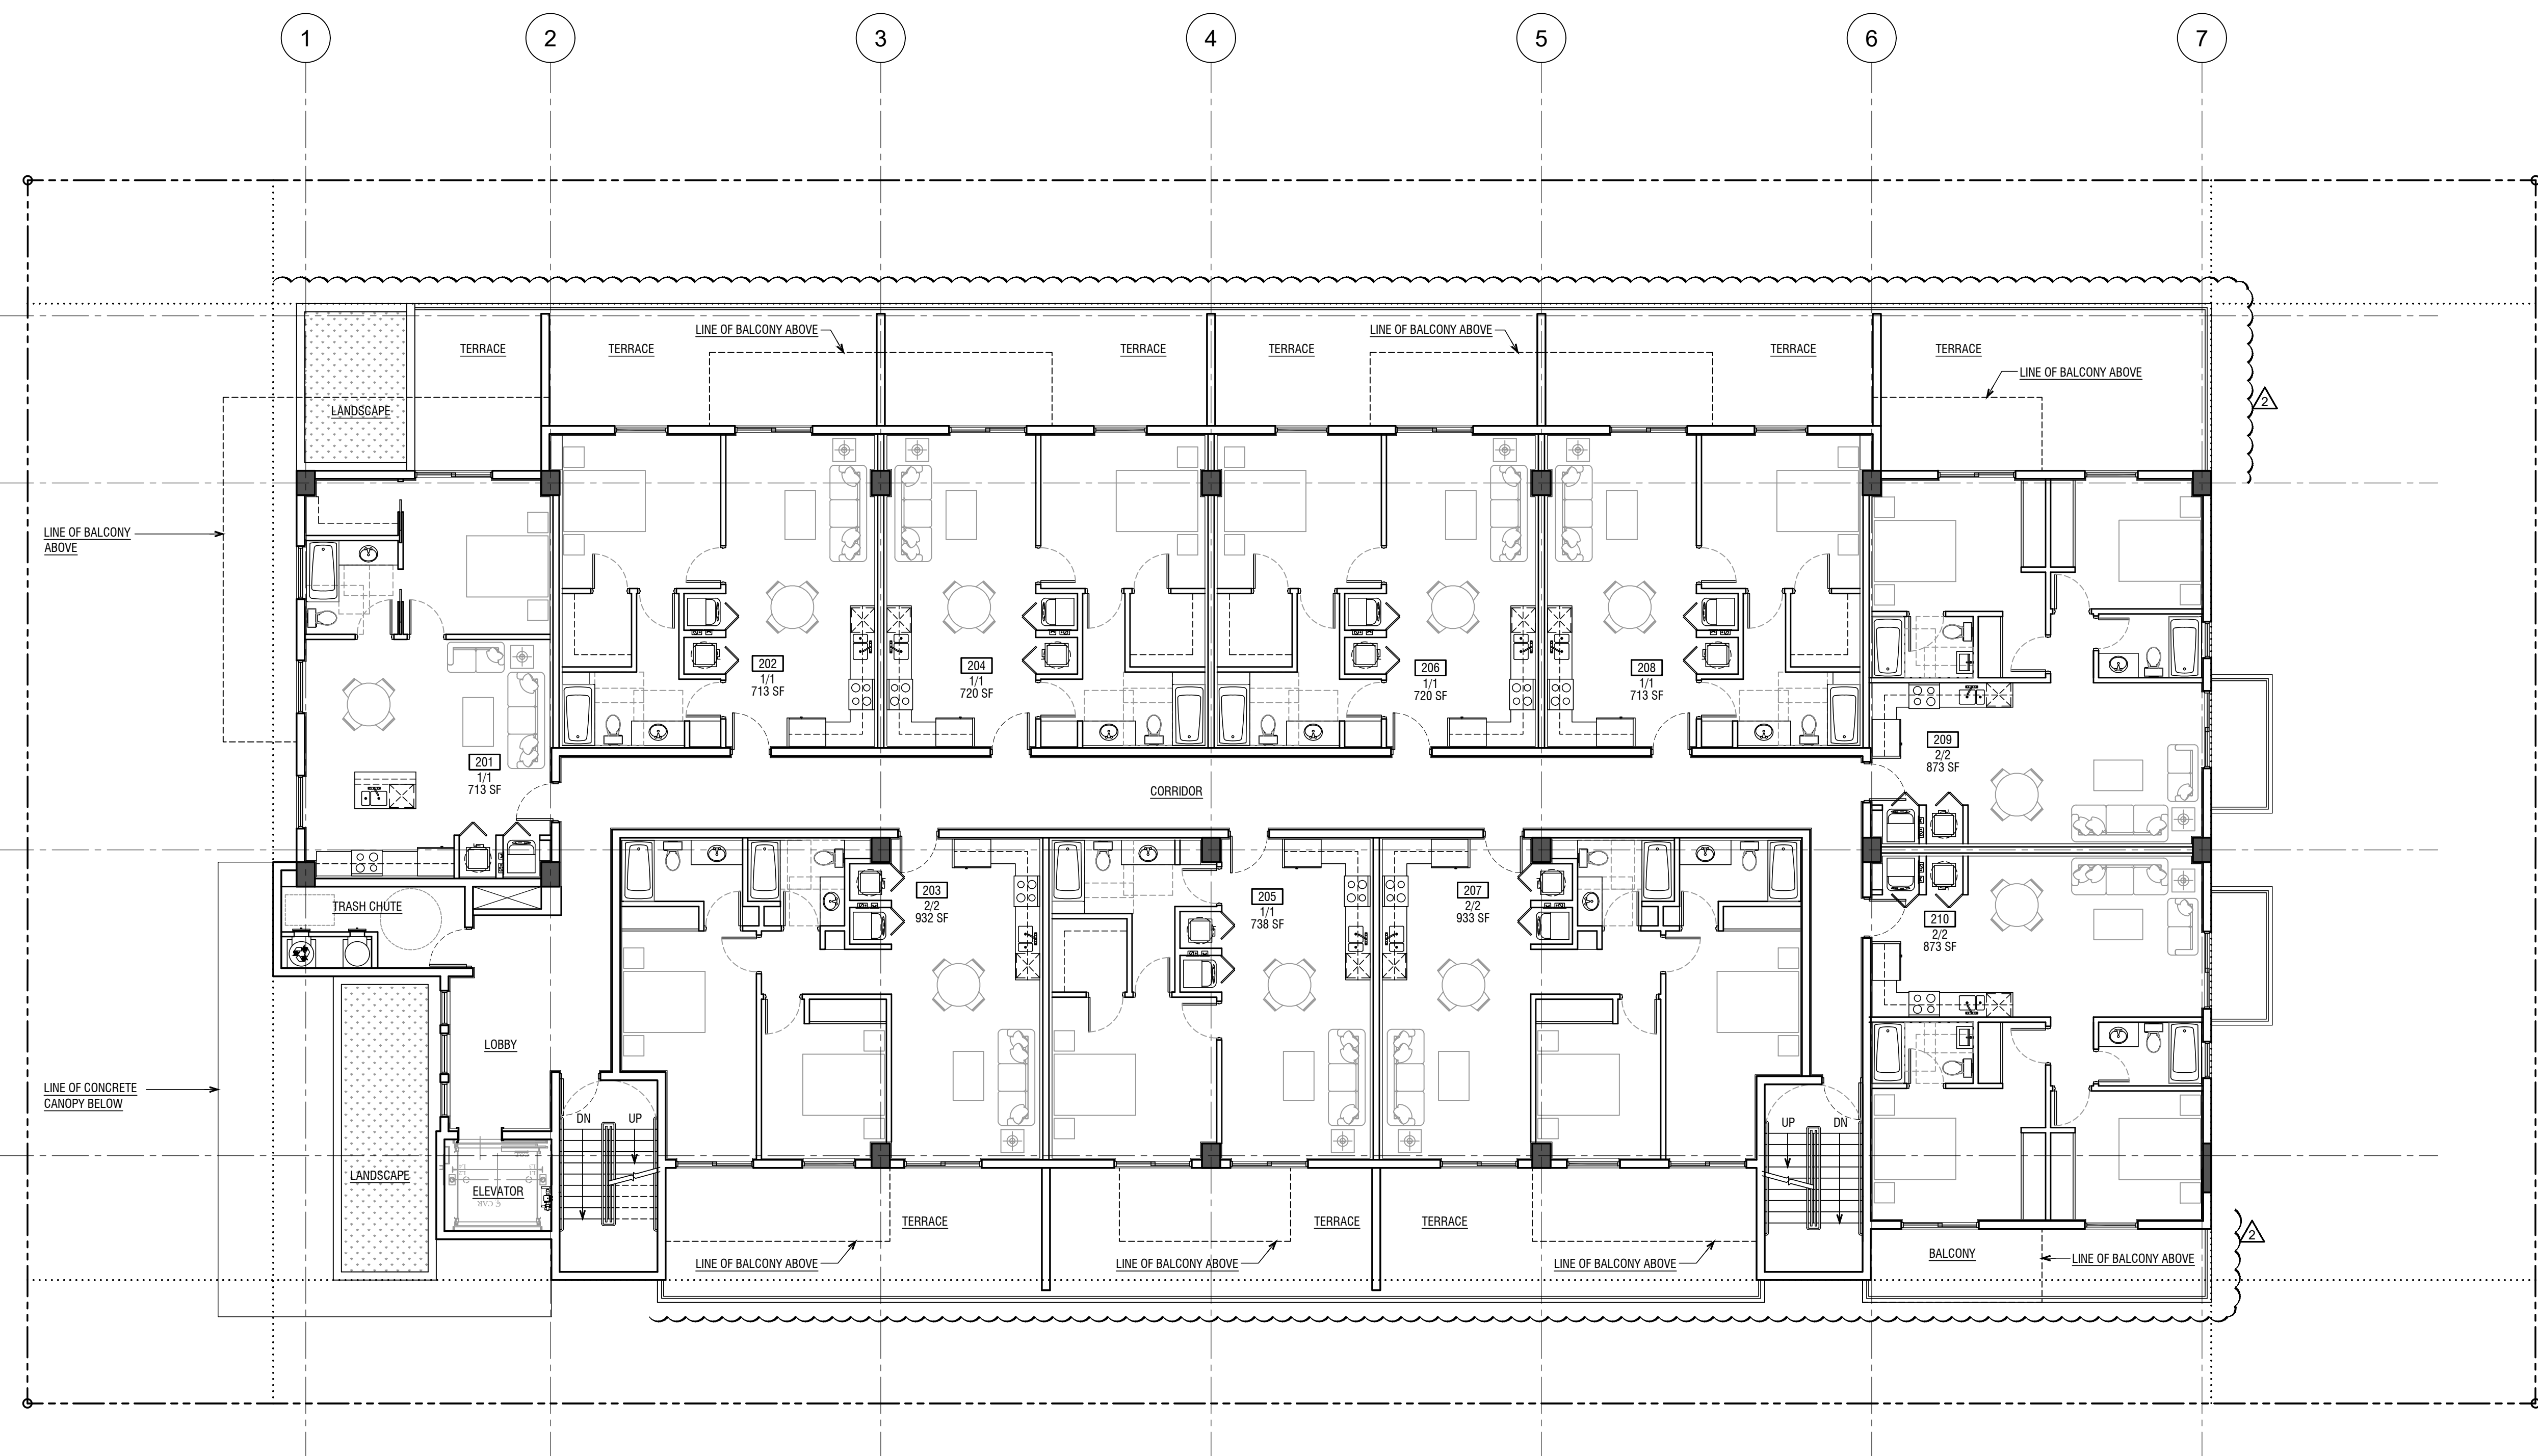 1
2
3
4
5
6
7
TERRACE
TERRACE
LINE OF BALCONY ABOVE
TERRACE
TERRACE
LINE OF BALCONY ABOVE
TERRACE
TERRACE
LINE OF BALCONY ABOVE
LANDSCAPE
2
LINE OF BALCONY
ABOVE
201
1/1
713 SF
202
1/1
713 SF
204
1/1
720 SF
206
1/1
720 SF
208
1/1
713 SF
209
2/2
873 SF
CORRIDOR
TRASH CHUTE
203
2/2
932 SF
205
1/1
738 SF
207
2/2
933 SF
210
2/2
873 SF
LOBBY
LINE OF CONCRETE
CANOPY BELOW
DN
UP
UP
DN
LANDSCAPE
ELEVATOR
CAR
TERRACE
TERRACE
TERRACE
LINE OF BALCONY ABOVE
LINE OF BALCONY ABOVE
LINE OF BALCONY ABOVE
BALCONY
LINE OF BALCONY ABOVE
2